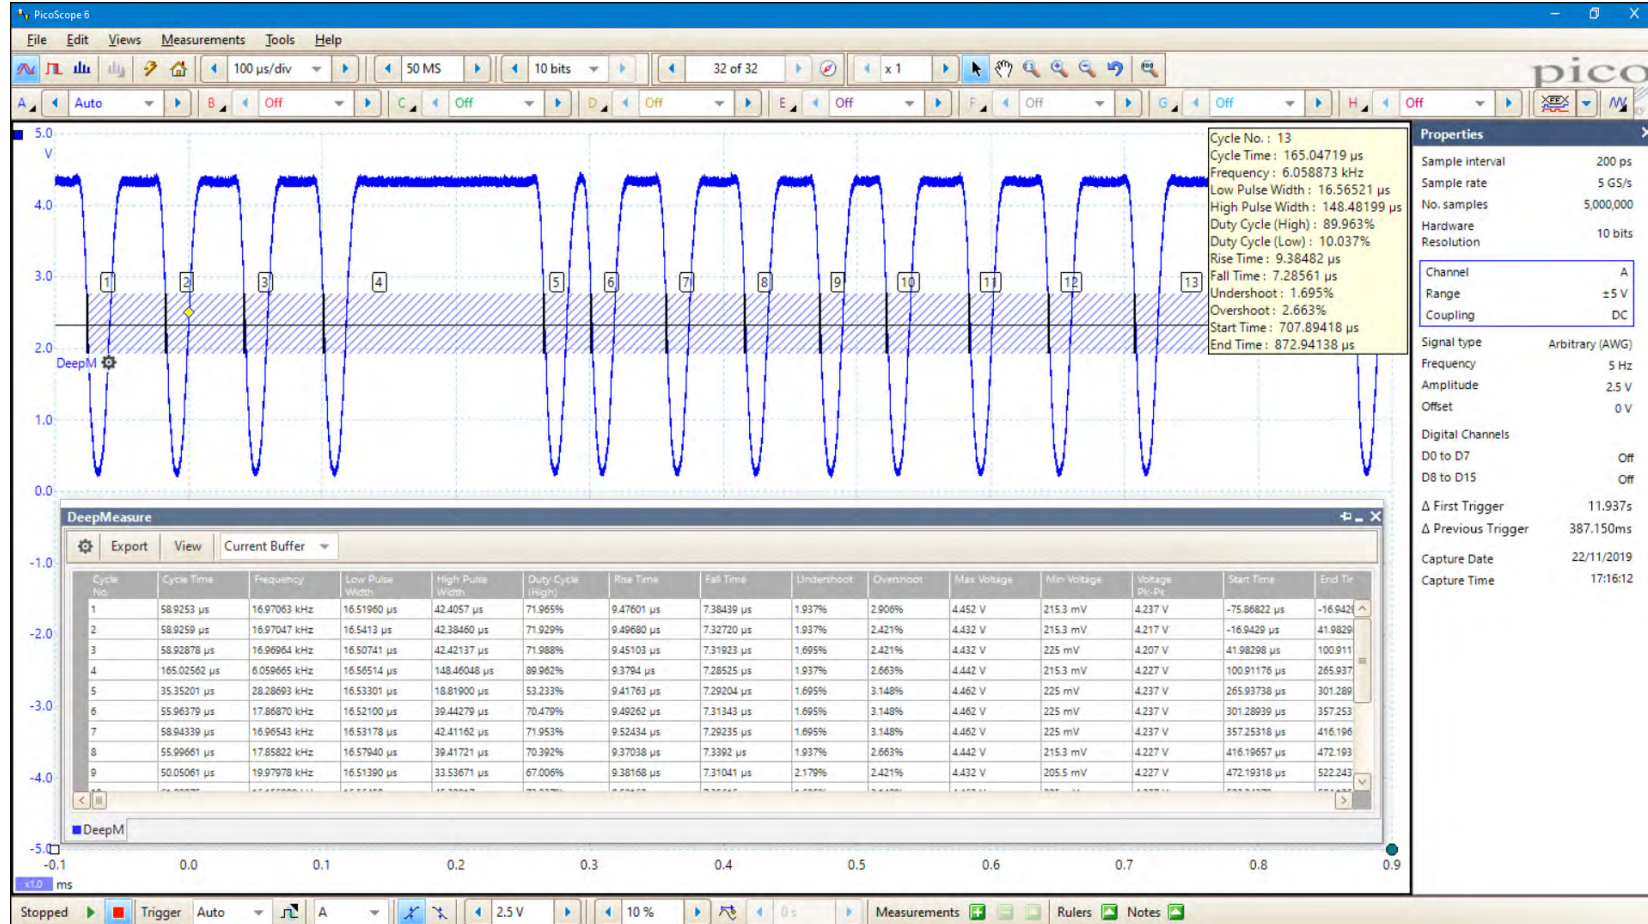 PicoScope 6
File Edit Views Measurements Tools Help
100 µs/div 50 MS 10 bits 32 of 32 x 1
pico
A Auto B Off C Off D Off E Off F Off G Off H Off
5.0
V
4.0
3.0
2.0
1.0
0.0
-1.0
-2.0
-3.0
-4.0
-5.0
1 2 3 4 5 6 7 8 9 10 11 12 13
DeepM
Cycle No. : 13
Cycle Time : 165.04719 µs
Frequency : 6.058873 kHz
Low Pulse Width : 16.56521 µs
High Pulse Width : 148.48199 µs
Duty Cycle (High) : 89.963%
Duty Cycle (Low) : 10.037%
Rise Time : 9.38482 µs
Fall Time : 7.28561 µs
Undershoot : 1.695%
Overshoot : 2.663%
Start Time : 707.89418 µs
End Time : 872.94138 µs
DeepMeasure
Export View Current Buffer
Cycle No. Cycle Time Frequency Low Pulse Width High Pulse Width Duty Cycle (High) Rise Time Fall Time Undershoot Overshoot Max Voltage Min Voltage Voltage Pk-Pk Start Time End Tir
1 58.9253 µs 16.97063 kHz 16.51960 µs 42.4057 µs 71.965% 9.47601 µs 7.38439 µs 1.937% 2.906% 4.452 V 215.3 mV 4.237 V -75.86822 µs -16.942
2 58.9259 µs 16.97047 kHz 16.5413 µs 42.38460 µs 71.929% 9.49680 µs 7.32720 µs 1.937% 2.421% 4.432 V 215.3 mV 4.217 V -16.9429 µs 41.9829
3 58.92878 µs 16.96964 kHz 16.50741 µs 42.42137 µs 71.988% 9.45103 µs 7.31923 µs 1.695% 2.421% 4.432 V 225 mV 4.207 V 41.98298 µs 100.911
4 165.02562 µs 6.059665 kHz 16.56514 µs 148.46048 µs 89.962% 9.3794 µs 7.28525 µs 1.937% 2.663% 4.442 V 215.3 mV 4.227 V 100.91176 µs 265.937
5 35.35201 µs 28.28693 kHz 16.53301 µs 18.81900 µs 53.233% 9.41763 µs 7.29204 µs 1.695% 3.148% 4.462 V 225 mV 4.237 V 265.93738 µs 301.289
6 55.96379 µs 17.86870 kHz 16.52100 µs 39.44279 µs 70.479% 9.49262 µs 7.31343 µs 1.695% 3.148% 4.462 V 225 mV 4.237 V 301.28939 µs 357.253
7 58.94339 µs 16.96543 kHz 16.53178 µs 42.41162 µs 71.953% 9.52434 µs 7.29235 µs 1.695% 3.148% 4.462 V 225 mV 4.237 V 357.25318 µs 416.196
8 55.99661 µs 17.85822 kHz 16.57940 µs 39.41721 µs 70.392% 9.37038 µs 7.3392 µs 1.937% 2.663% 4.442 V 215.3 mV 4.227 V 416.19657 µs 472.193
9 50.05061 µs 19.97978 kHz 16.51390 µs 33.53671 µs 67.006% 9.38168 µs 7.31041 µs 2.179% 2.421% 4.432 V 205.5 mV 4.227 V 472.19318 µs 522.243
DeepM
-0.1 0.0 0.1 0.2 0.3 0.4 0.5 0.6 0.7 0.8 0.9
x1.0 ms
Properties
Sample interval 200 ps
Sample rate 5 GS/s
No. samples 5,000,000
Hardware Resolution 10 bits
Channel A
Range ±5 V
Coupling DC
Signal type Arbitrary (AWG)
Frequency 5 Hz
Amplitude 2.5 V
Offset 0 V
Digital Channels
D0 to D7 Off
D8 to D15 Off
Δ First Trigger 11.937s
Δ Previous Trigger 387.150ms
Capture Date 22/11/2019
Capture Time 17:16:12
Stopped Trigger Auto A 2.5 V 10 % 0 s Measurements Rulers Notes